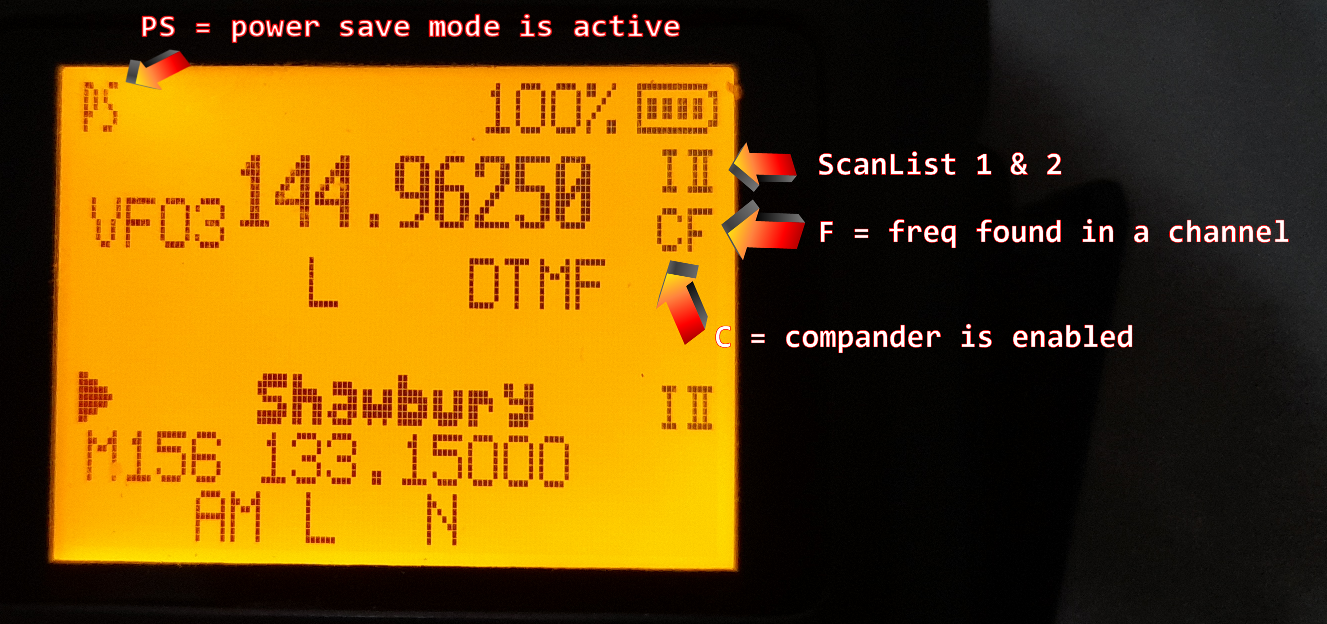 PS = power save mode is active
PS 100%
144.96250 I II
ScanList 1 & 2
VFO3 CF
F = freq found in a channel
L DTMF
C = compander is enabled
Shawbury I II
M156 133.15000
AM L N